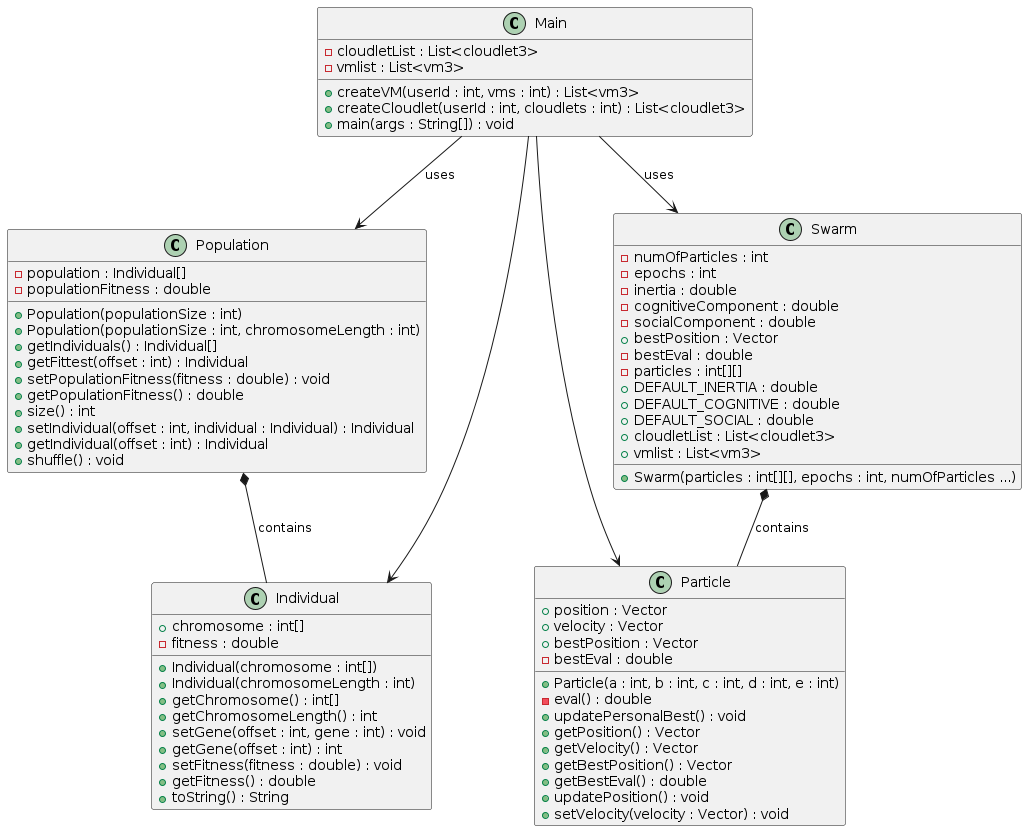 C Main
cloudletList : List<cloudlet3>
vmlist : List<vm3>
createVM(userId : int, vms : int) : List<vm3>
createCloudlet(userId : int, cloudlets : int) : List<cloudlet3>
main(args : String[]) : void
uses
uses
C Population
population : Individual[]
populationFitness : double
Population(populationSize : int)
Population(populationSize : int, chromosomeLength : int)
getIndividuals() : Individual[]
getFittest(offset : int) : Individual
setPopulationFitness(fitness : double) : void
getPopulationFitness() : double
size() : int
setIndividual(offset : int, individual : Individual) : Individual
getIndividual(offset : int) : Individual
shuffle() : void
C Swarm
numOfParticles : int
epochs : int
inertia : double
cognitiveComponent : double
socialComponent : double
bestPosition : Vector
bestEval : double
particles : int[][]
DEFAULT_INERTIA : double
DEFAULT_COGNITIVE : double
DEFAULT_SOCIAL : double
cloudletList : List<cloudlet3>
vmlist : List<vm3>
Swarm(particles : int[][], epochs : int, numOfParticles ...)
contains
contains
C Individual
chromosome : int[]
fitness : double
Individual(chromosome : int[])
Individual(chromosomeLength : int)
getChromosome() : int[]
getChromosomeLength() : int
setGene(offset : int, gene : int) : void
getGene(offset : int) : int
setFitness(fitness : double) : void
getFitness() : double
toString() : String
C Particle
position : Vector
velocity : Vector
bestPosition : Vector
bestEval : double
Particle(a : int, b : int, c : int, d : int, e : int)
eval() : double
updatePersonalBest() : void
getPosition() : Vector
getVelocity() : Vector
getBestPosition() : Vector
getBestEval() : double
updatePosition() : void
setVelocity(velocity : Vector) : void